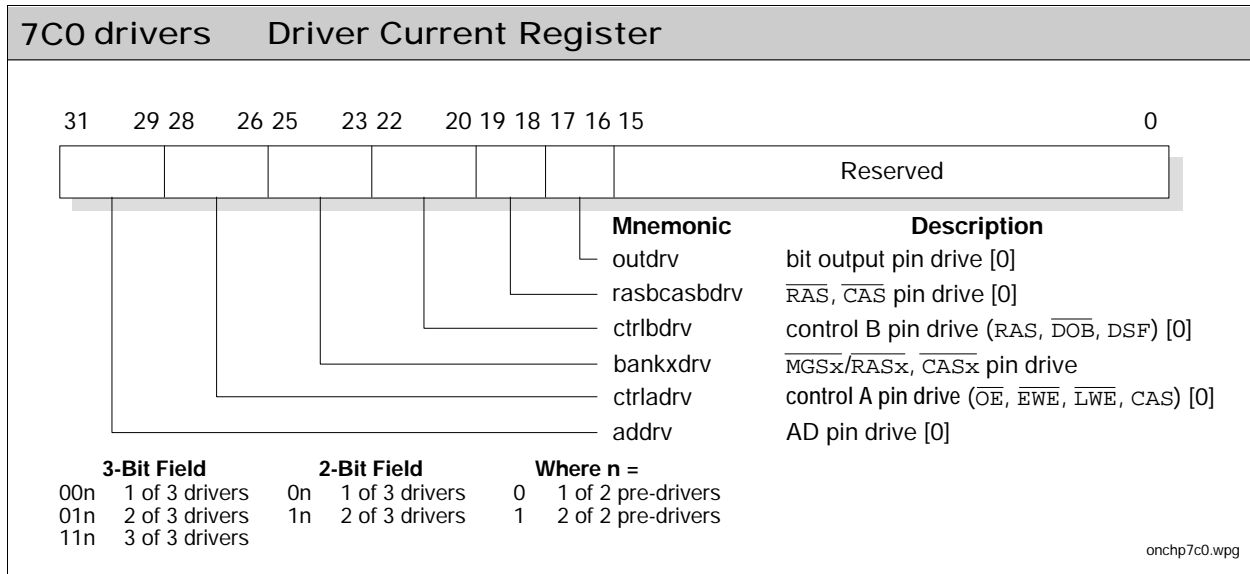 7C0 drivers Driver Current Register
31 29 28 26 25 23 22 20 19 18 17 16 15 0
Reserved
Mnemonic Description
outdrv bit output pin drive [0]
rasbcasbdrv RAS, CAS pin drive [0]
ctrlbdrv control B pin drive (RAS, DOB, DSF) [0]
bankxdrv MGSx/RASx, CASx pin drive
ctrladrv control A pin drive (OE, EWE, LWE, CAS) [0]
addrv AD pin drive [0]
3-Bit Field 2-Bit Field Where n =
00n 1 of 3 drivers 0n 1 of 3 drivers 0 1 of 2 pre-drivers
01n 2 of 3 drivers 1n 2 of 3 drivers 1 2 of 2 pre-drivers
11n 3 of 3 drivers
onchp7c0.wpg